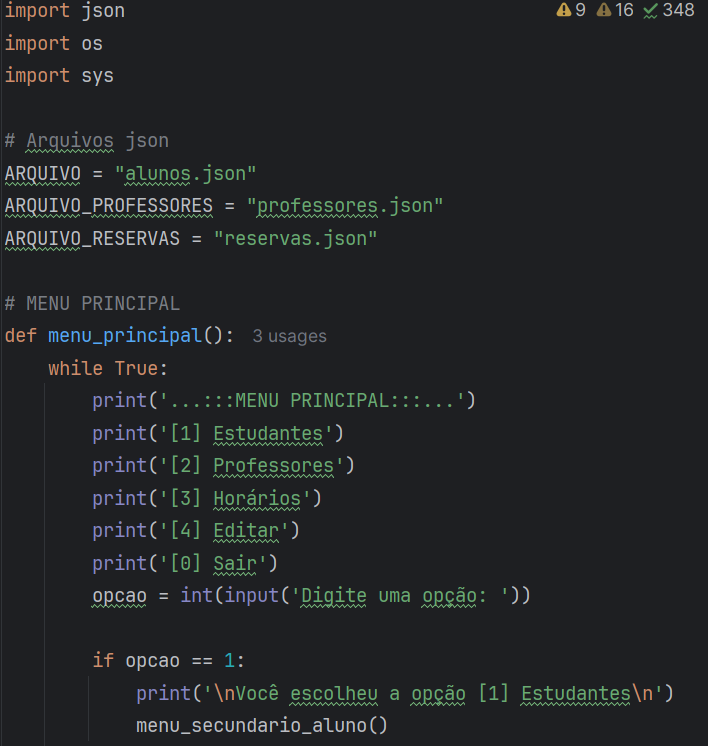 import json
9 16 348
import os
import sys
# Arquivos json
ARQUIVO = "alunos.json"
ARQUIVO_PROFESSORES = "professores.json"
ARQUIVO_RESERVAS = "reservas.json"
# MENU PRINCIPAL
def menu_principal(): 3 usages
while True:
print('...:::MENU PRINCIPAL:::...')
print('[1] Estudantes')
print('[2] Professores')
print('[3] Horários')
print('[4] Editar')
print('[0] Sair')
opcao = int(input('Digite uma opção: '))
if opcao == 1:
print('\nVocê escolheu a opção [1] Estudantes\n')
menu_secundario_aluno()